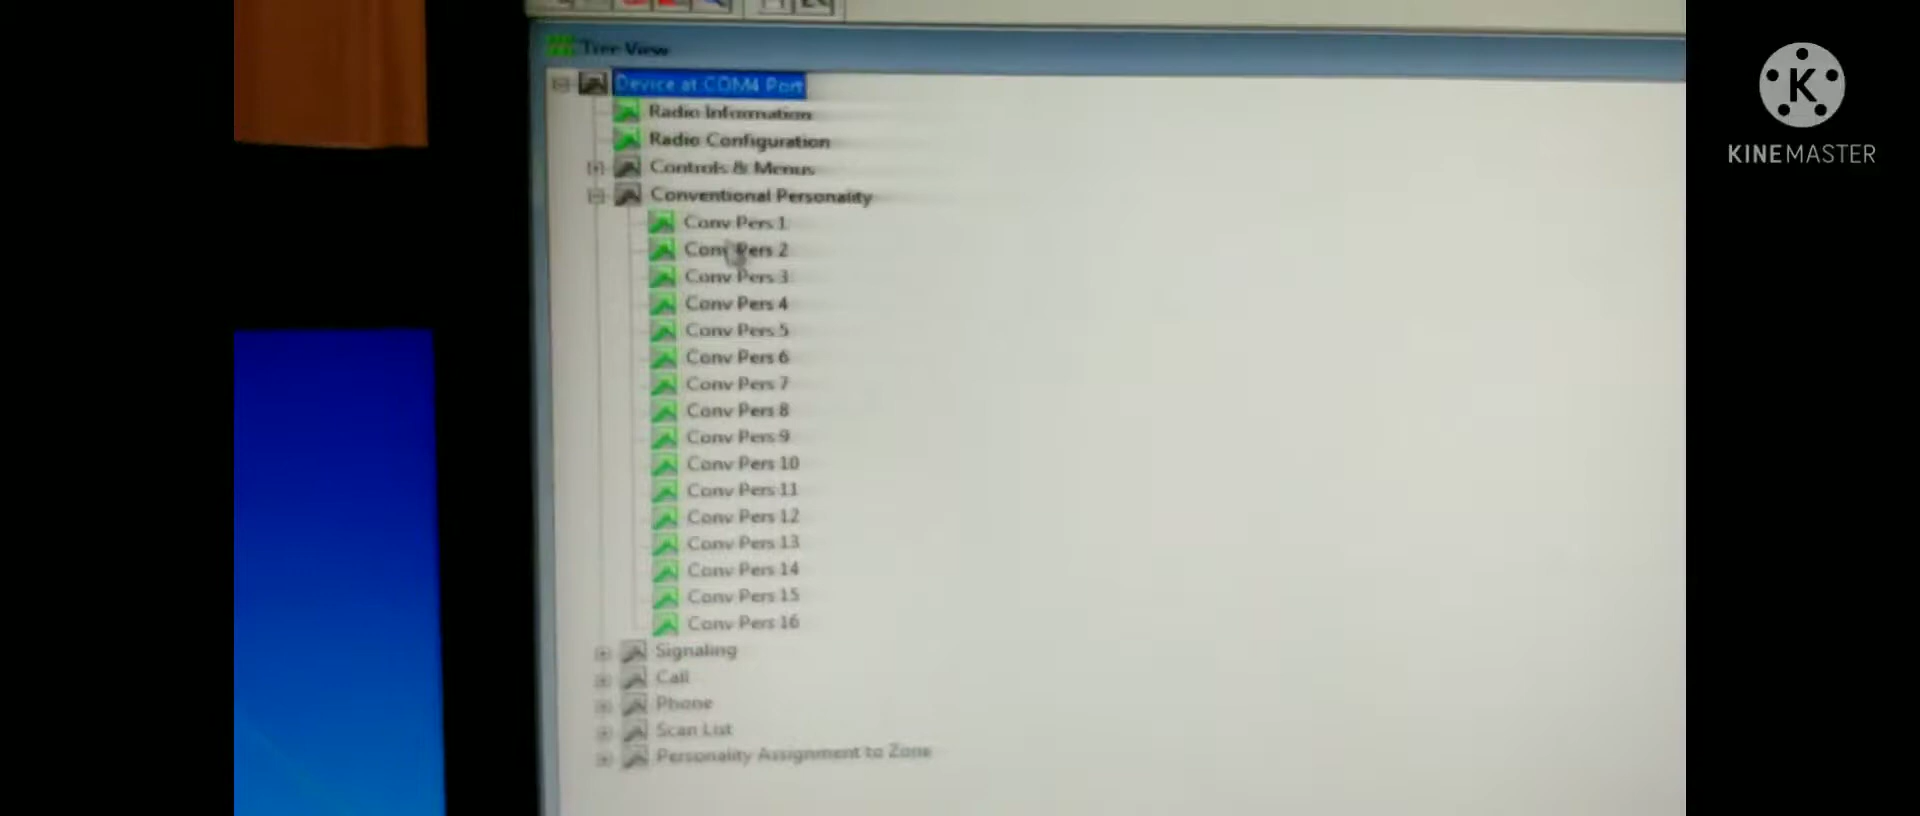 Tree View
Device at COM4 Port
Radio Information
Radio Configuration
Controls & Menus
Conventional Personality
Conv Pers 1
Conv Pers 2
Conv Pers 3
Conv Pers 4
Conv Pers 5
Conv Pers 6
Conv Pers 7
Conv Pers 8
Conv Pers 9
Conv Pers 10
Conv Pers 11
Conv Pers 12
Conv Pers 13
Conv Pers 14
Conv Pers 15
Conv Pers 16
Signaling
Call
Phone
Scan List
Personality Assignment to Zone
K
KINEMASTER